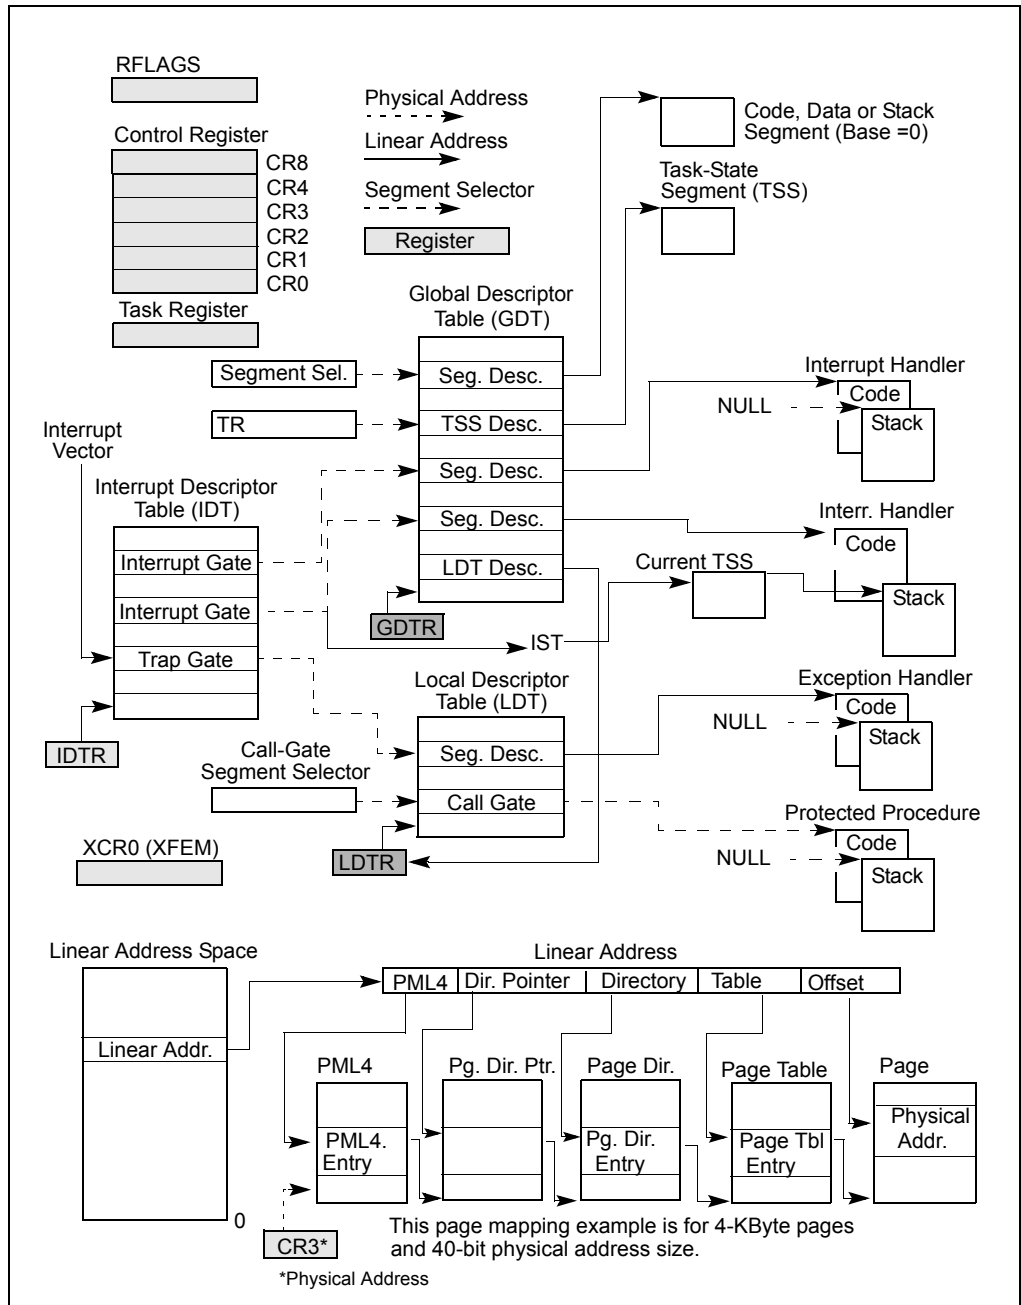 RFLAGS
Control Register
CR8
CR4
CR3
CR2
CR1
CR0
Task Register
Physical Address
Linear Address
Segment Selector
Register
Code, Data or Stack
Segment (Base =0)
Task-State
Segment (TSS)
Global Descriptor
Table (GDT)
Segment Sel.
Seg. Desc.
TR
TSS Desc.
Seg. Desc.
Seg. Desc.
LDT Desc.
GDTR
Interrupt Handler
Code
NULL
Stack
Interrupt
Vector
Interrupt Descriptor
Table (IDT)
Interrupt Gate
Interrupt Gate
Trap Gate
IDTR
Interr. Handler
Code
Current TSS
Stack
IST
Local Descriptor
Table (LDT)
Call-Gate
Segment Selector
Seg. Desc.
Call Gate
LDTR
Exception Handler
Code
NULL
Stack
Protected Procedure
Code
NULL
Stack
XCR0 (XFEM)
Linear Address Space
Linear Addr.
0
Linear Address
PML4 Dir. Pointer Directory Table Offset
PML4
Pg. Dir. Ptr.
Page Dir.
Page Table
Page
PML4.
Entry
Pg. Dir.
Entry
Page Tbl
Entry
Physical
Addr.
CR3*
This page mapping example is for 4-KByte pages
and 40-bit physical address size.
*Physical Address